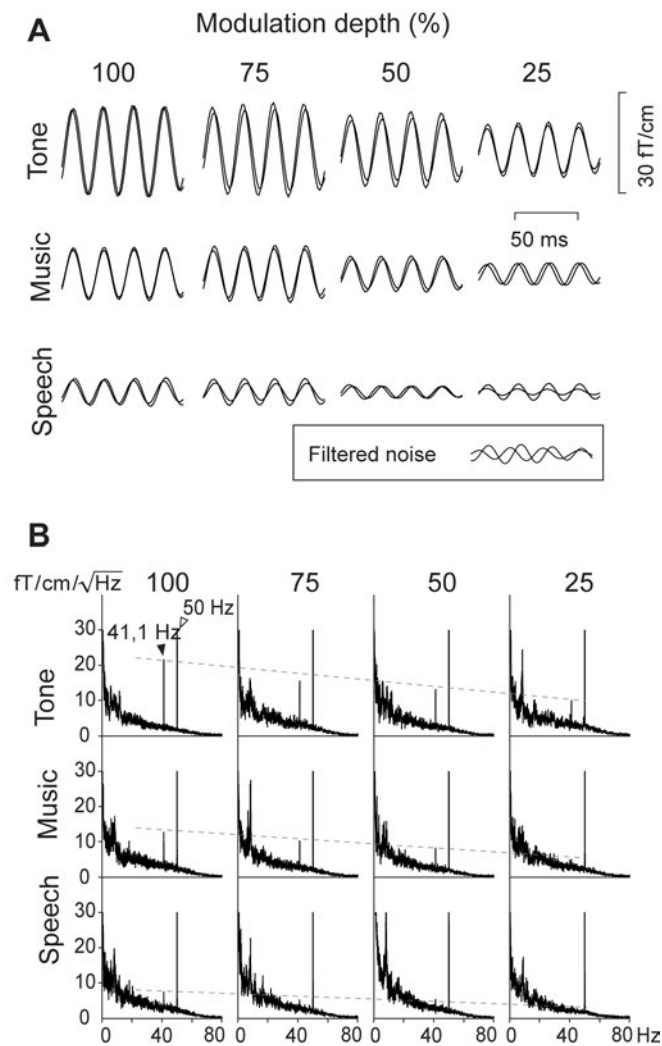 A
Modulation depth (%)
100 75 50 25
Tone
30 fT/cm
50 ms
Music
Speech
Filtered noise
B
fT/cm/√Hz 100 75 50 25
50 Hz
41,1 Hz
Tone
30
20
10
0
Music
30
20
10
0
Speech
30
20
10
0
0 40 80 0 40 80 0 40 80 0 40 80 Hz